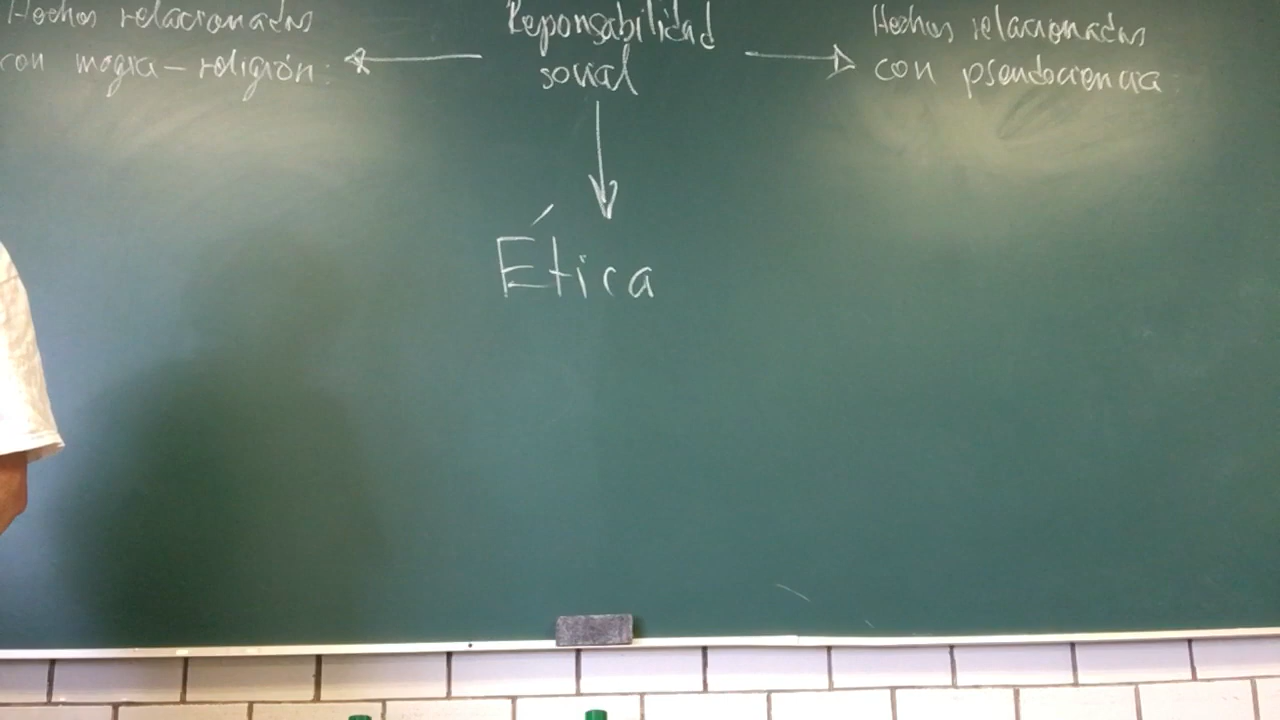 Hechos relacionados
con magia - religión.
Reponsabilidad
social
Hechos relacionados
con pseudociencia
Ética